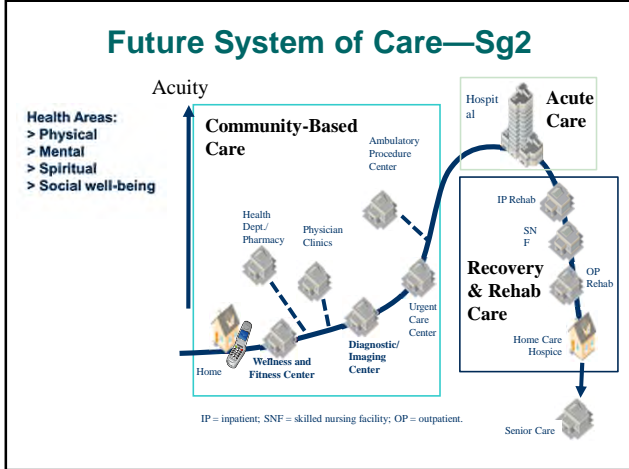 Future System of Care—Sg2
Acuity
Health Areas:
> Physical
> Mental
> Spiritual
> Social well-being
Community-Based
Care
Ambulatory
Procedure
Center
Health
Dept./
Pharmacy
Physician
Clinics
Home
Wellness and
Fitness Center
Diagnostic/
Imaging
Center
Urgent
Care
Center
Hospit
al
Acute
Care
IP Rehab
SN
F
OP
Rehab
Recovery
& Rehab
Care
Home Care
Hospice
Senior Care
IP = inpatient; SNF = skilled nursing facility; OP = outpatient.